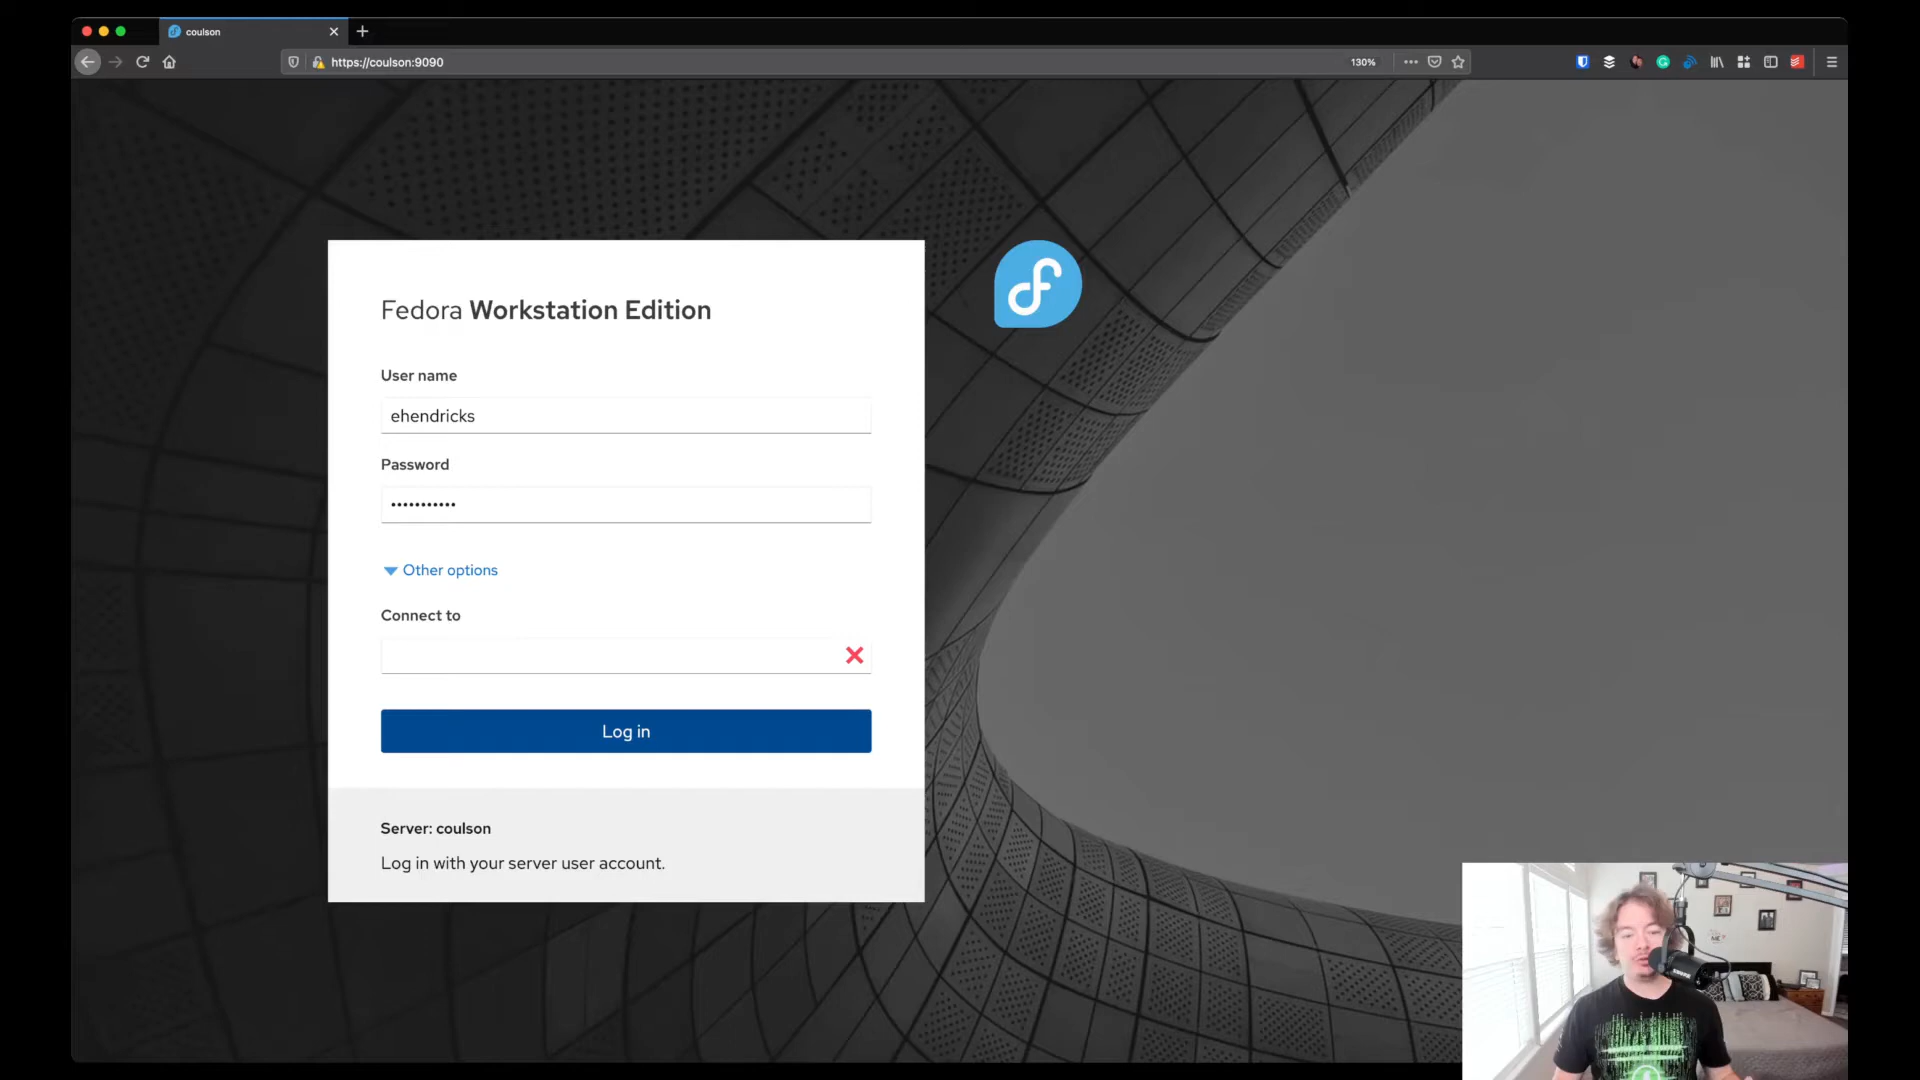 coulson
https://coulson:9090
130%
Fedora Workstation Edition
User name
ehendricks
Password
•••••••••••
Other options
Connect to
Log in
Server: coulson
Log in with your server user account.
SHURE